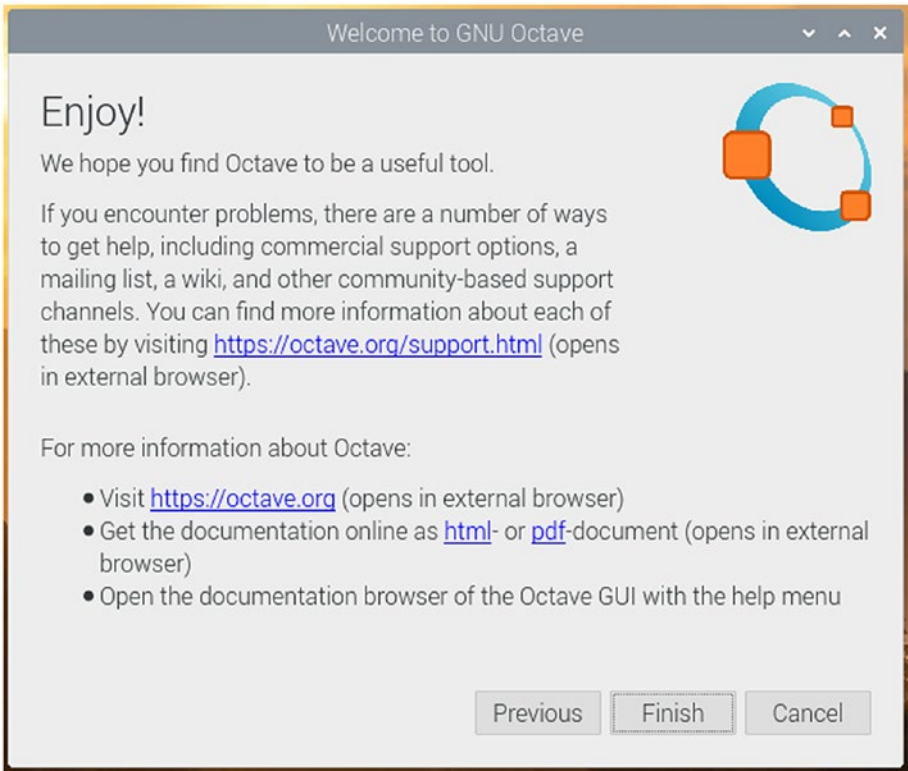 Welcome to GNU Octave
Enjoy!
We hope you find Octave to be a useful tool.
If you encounter problems, there are a number of ways
to get help, including commercial support options, a
mailing list, a wiki, and other community-based support
channels. You can find more information about each of
these by visiting https://octave.org/support.html (opens
in external browser).
For more information about Octave:
● Visit https://octave.org (opens in external browser)
● Get the documentation online as html- or pdf-document (opens in external
browser)
● Open the documentation browser of the Octave GUI with the help menu
Previous Finish Cancel